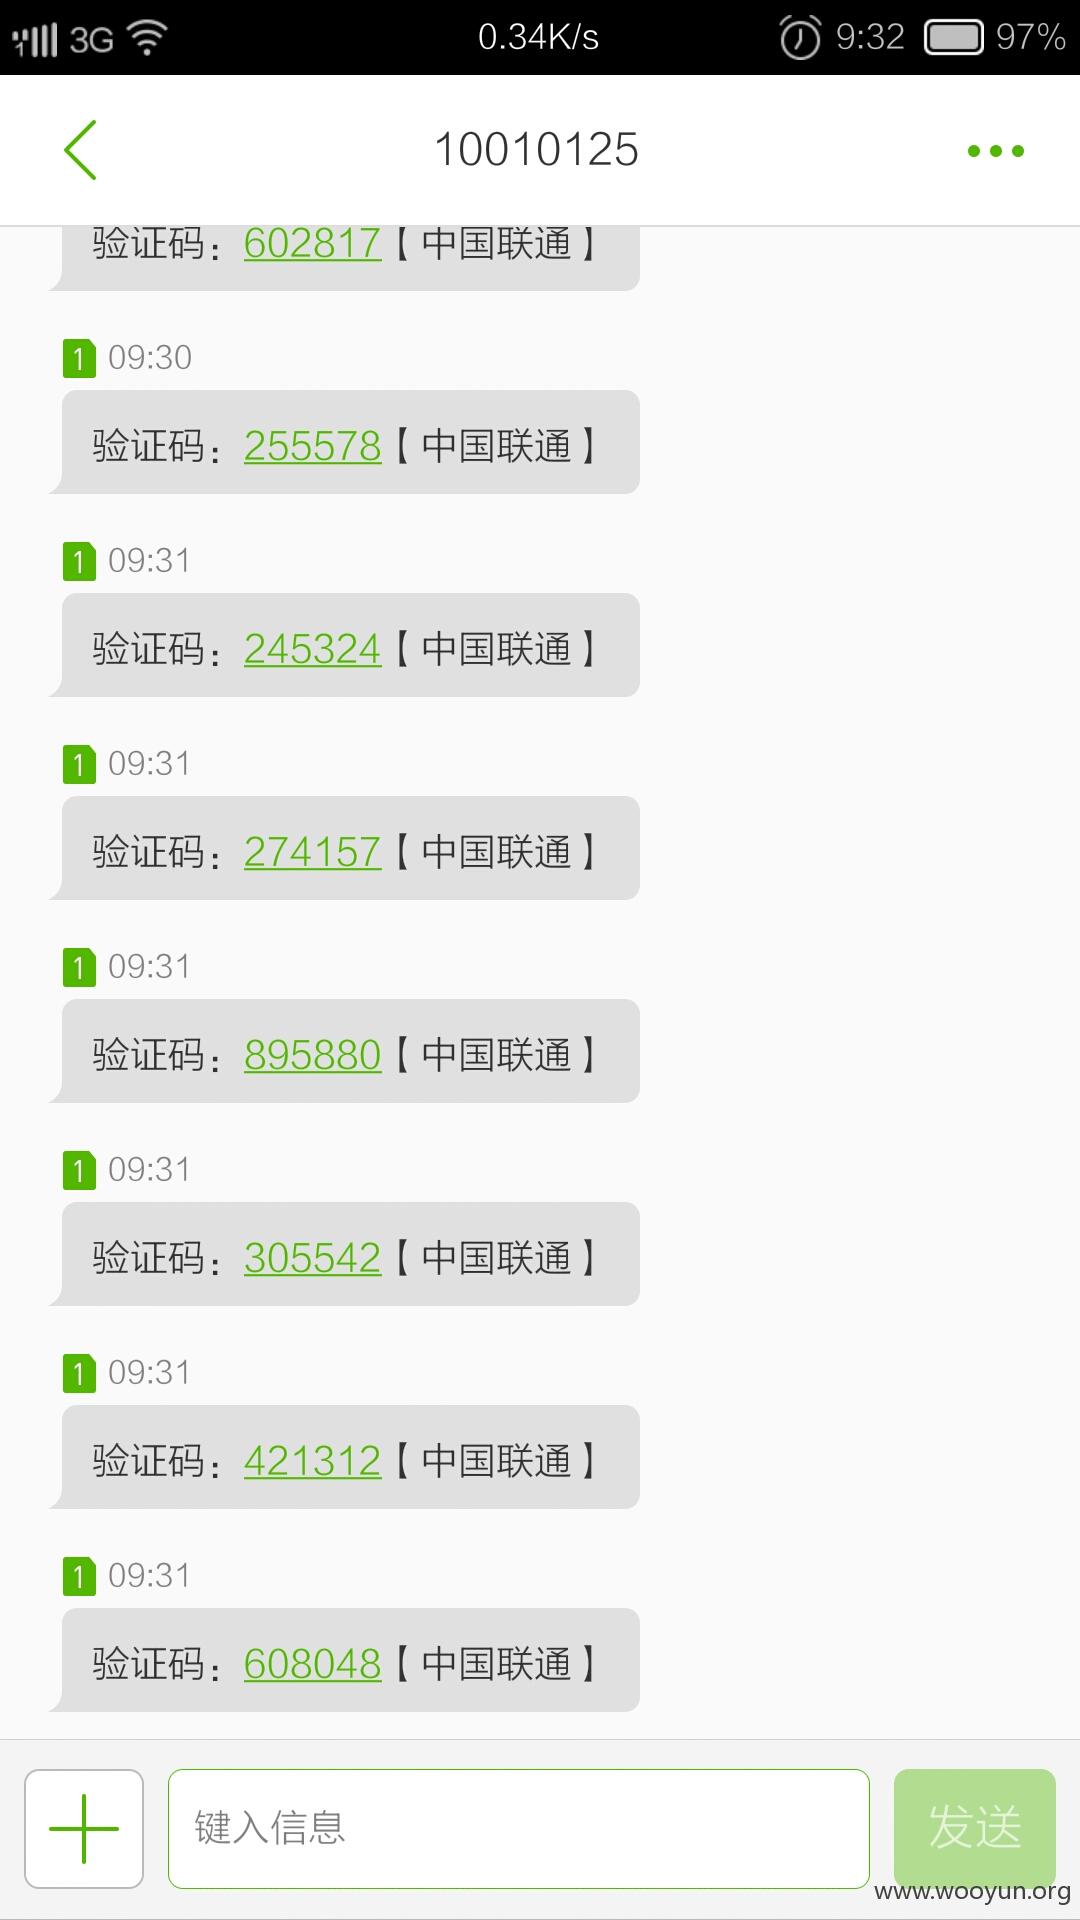 3G 0.34K/s 9:32 97%
10010125
验证码：602817【中国联通】
1 09:30
验证码：255578【中国联通】
1 09:31
验证码：245324【中国联通】
1 09:31
验证码：274157【中国联通】
1 09:31
验证码：895880【中国联通】
1 09:31
验证码：305542【中国联通】
1 09:31
验证码：421312【中国联通】
1 09:31
验证码：608048【中国联通】
键入信息 发送
www.wooyun.org